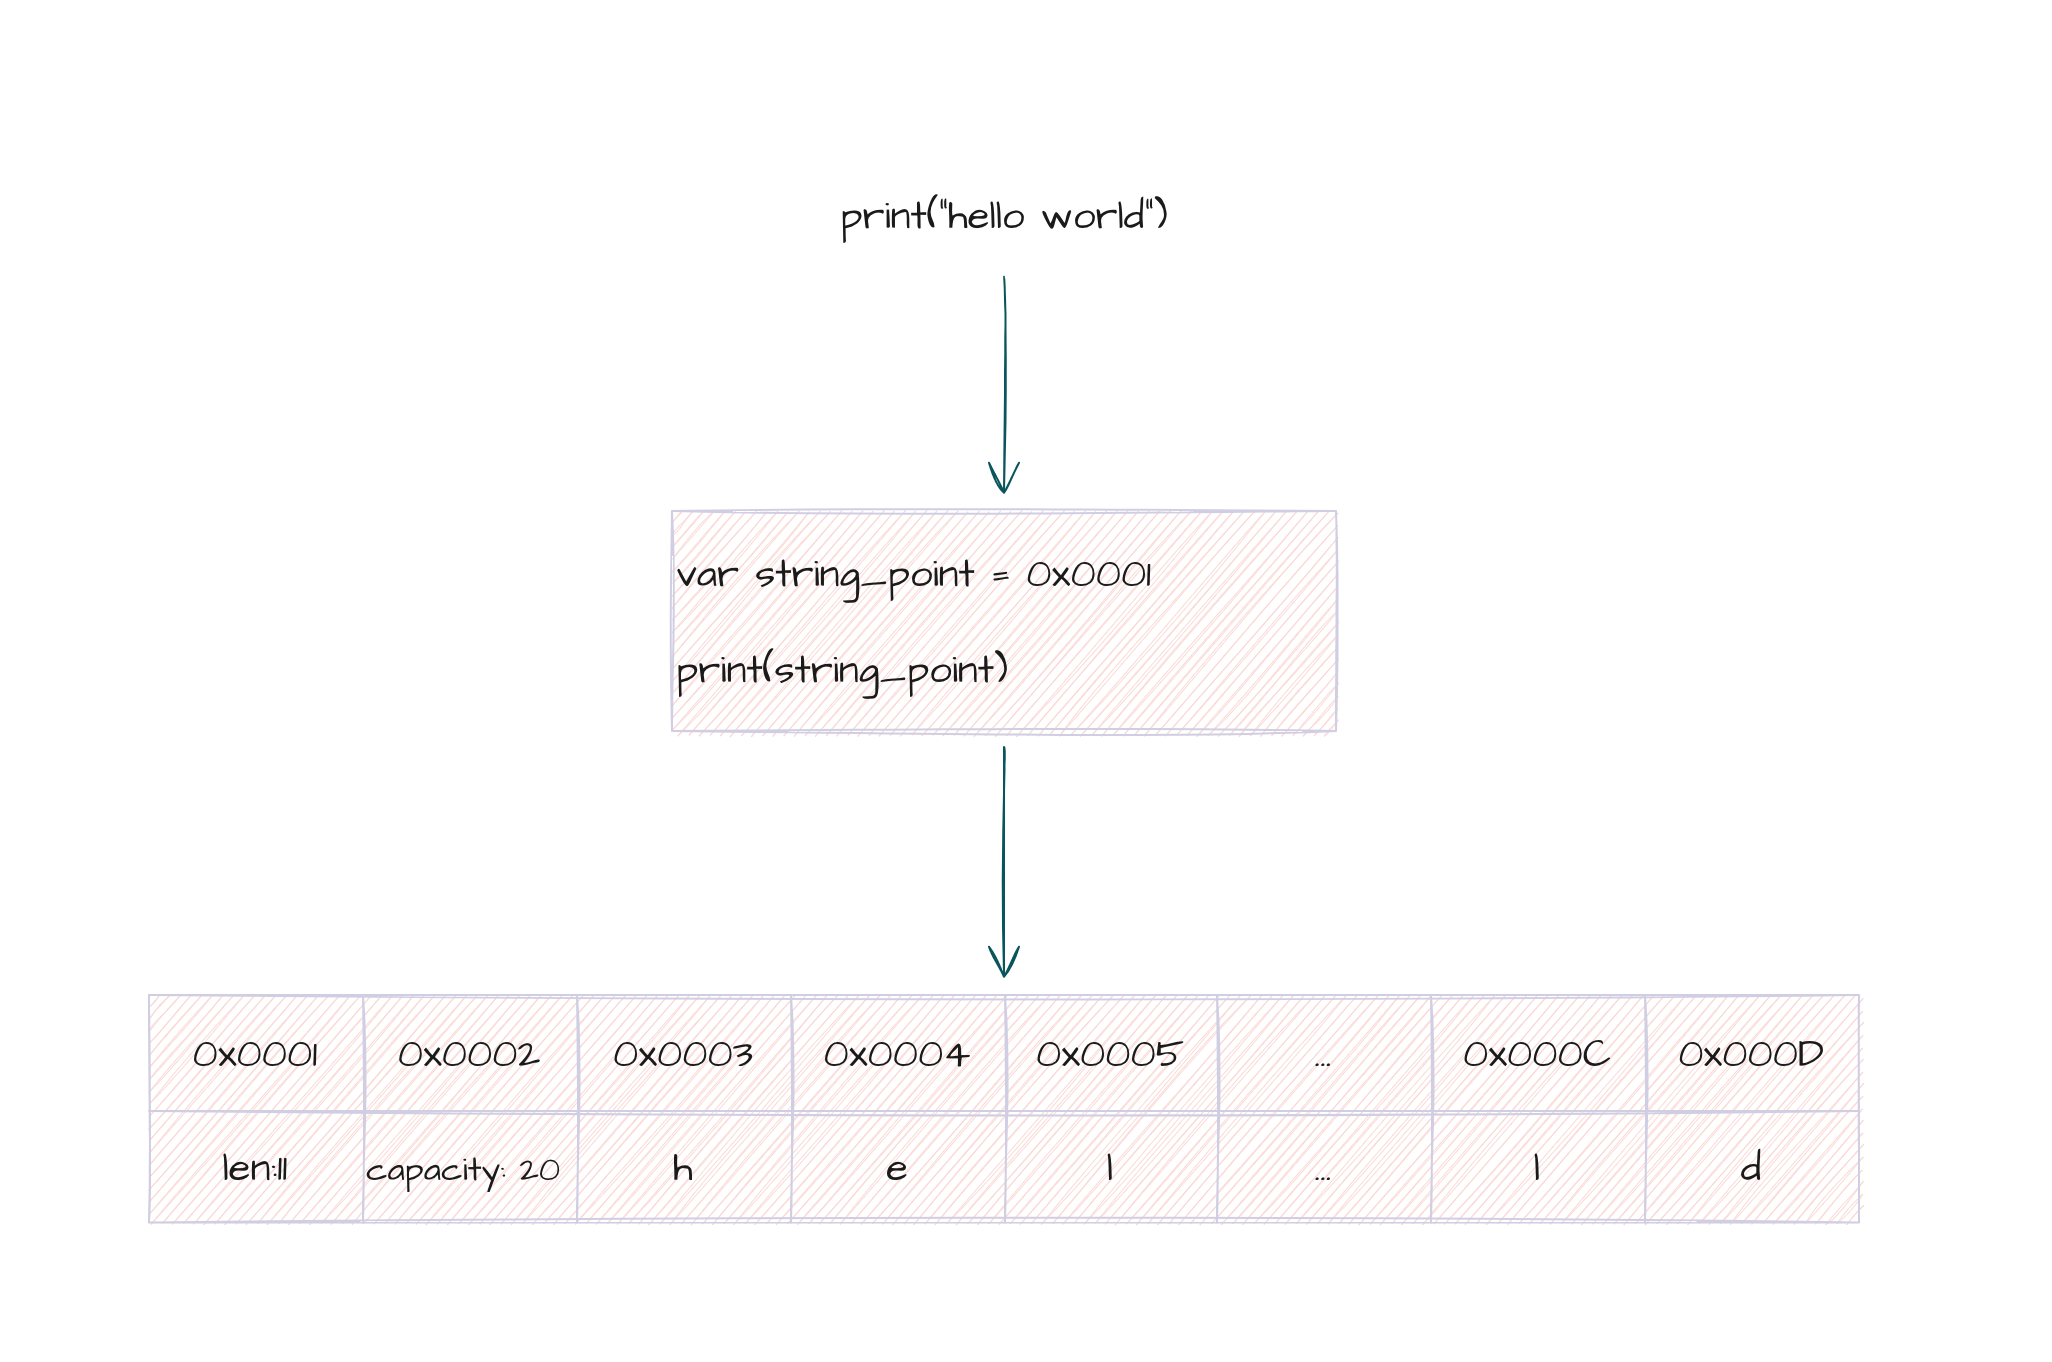 print("hello world")
var string_point = 0x0001
print(string_point)
0x0001 0x0002 0x0003 0x0004 0x0005 ... 0x000C 0x000D
len:11 capacity: 20 h e l ... l d